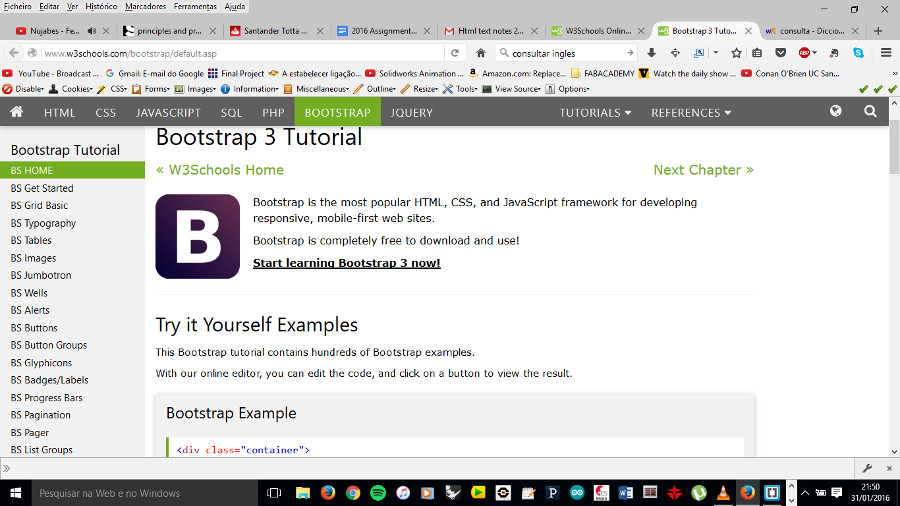 Ficheiro Editar Ver Histórico Marcadores Ferramentas Ajuda
Nujabes - Fe... principles and pr... Santander Totta ... 2016 Assignment... Html text notes 2... W3Schools Onlin... Bootstrap 3 Tuto... consulta - Diccio...
www.w3schools.com/bootstrap/default.asp consultar ingles
YouTube - Broadcast ... Gmail: E-mail do Google Final Project A estabelecer ligação... Solidworks Animation ... Amazon.com: Replace... FABACADEMY Watch the daily show ... Conan O'Brien UC San...
Disable Cookies CSS Forms Images Information Miscellaneous Outline Resize Tools View Source Options
HTML CSS JAVASCRIPT SQL PHP BOOTSTRAP JQUERY TUTORIALS REFERENCES
Bootstrap 3 Tutorial
Bootstrap Tutorial
BS HOME
BS Get Started
BS Grid Basic
BS Typography
BS Tables
BS Images
BS Jumbotron
BS Wells
BS Alerts
BS Buttons
BS Button Groups
BS Glyphicons
BS Badges/Labels
BS Progress Bars
BS Pagination
BS Pager
BS List Groups
« W3Schools Home Next Chapter »
B
Bootstrap is the most popular HTML, CSS, and JavaScript framework for developing
responsive, mobile-first web sites.
Bootstrap is completely free to download and use!
Start learning Bootstrap 3 now!
Try it Yourself Examples
This Bootstrap tutorial contains hundreds of Bootstrap examples.
With our online editor, you can edit the code, and click on a button to view the result.
Bootstrap Example
<div class="container">
Pesquisar na Web e no Windows
21:50
31/01/2016